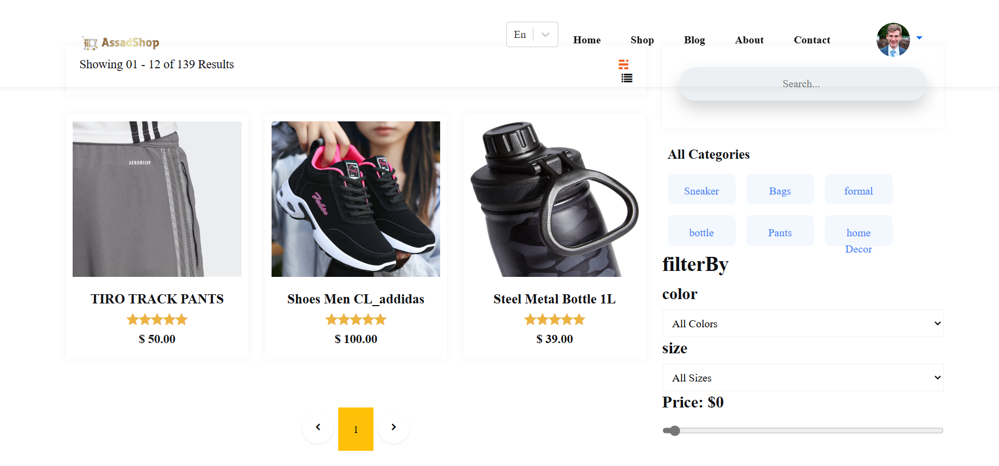 AssadShop
En
Home
Shop
Blog
About
Contact
Showing 01 - 12 of 139 Results
Search...
AEROREADY
TIRO TRACK PANTS
$ 50.00
Shoes Men CL_addidas
$ 100.00
Steel Metal Bottle 1L
$ 39.00
1
All Categories
Sneaker
Bags
formal
bottle
Pants
home
Decor
filterBy
color
All Colors
size
All Sizes
Price: $0